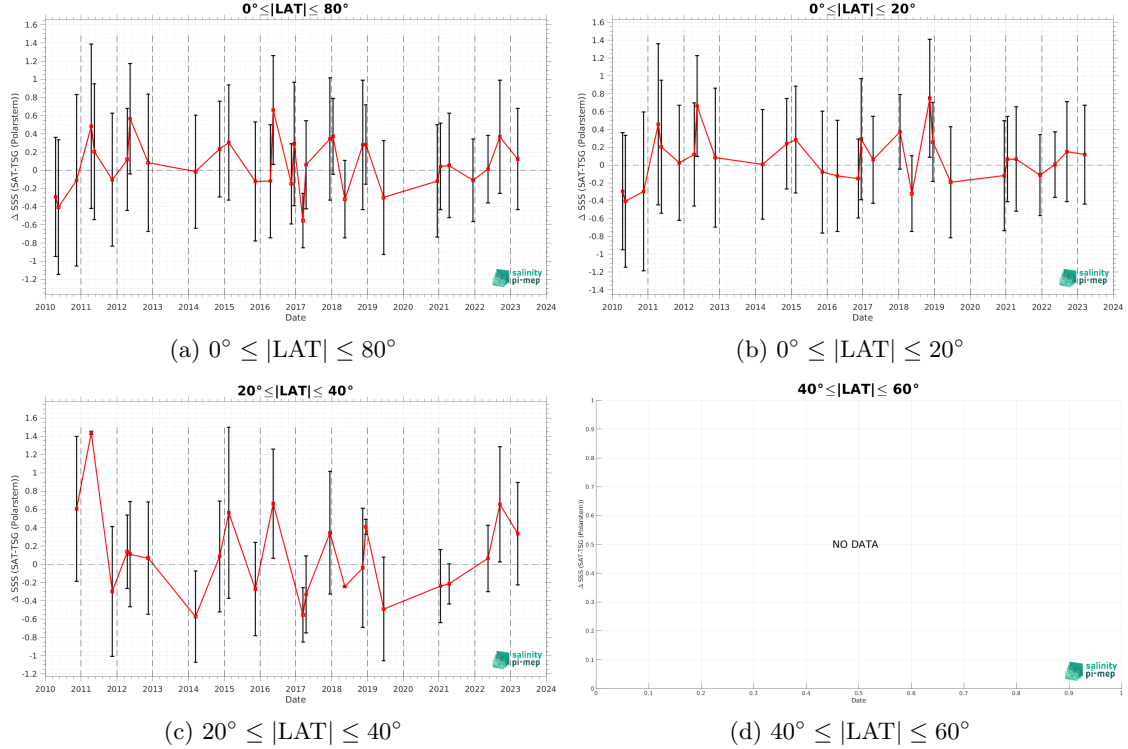 0°≤|LAT|≤ 80°
Δ SSS (SAT-TSG (Polarstern))
1.6
1.4
1.2
1
0.8
0.6
0.4
0.2
0
-0.2
-0.4
-0.6
-0.8
-1
-1.2
2010 2011 2012 2013 2014 2015 2016 2017 2018 2019 2020 2021 2022 2023 2024
Date
salinity
pi-mep
(a) 0° ≤ |LAT| ≤ 80°
0°≤|LAT|≤ 20°
Δ SSS (SAT-TSG (Polarstern))
1.6
1.4
1.2
1
0.8
0.6
0.4
0.2
0
-0.2
-0.4
-0.6
-0.8
-1
-1.2
-1.4
2010 2011 2012 2013 2014 2015 2016 2017 2018 2019 2020 2021 2022 2023 2024
Date
salinity
pi-mep
(b) 0° ≤ |LAT| ≤ 20°
20°≤|LAT|≤ 40°
Δ SSS (SAT-TSG (Polarstern))
1.6
1.4
1.2
1
0.8
0.6
0.4
0.2
0
-0.2
-0.4
-0.6
-0.8
-1
-1.2
2010 2011 2012 2013 2014 2015 2016 2017 2018 2019 2020 2021 2022 2023 2024
Date
salinity
pi-mep
(c) 20° ≤ |LAT| ≤ 40°
40°≤|LAT|≤ 60°
Δ SSS (SAT-TSG (Polarstern))
1
0.9
0.8
0.7
0.6
0.5
0.4
0.3
0.2
0.1
0
NO DATA
0 0.1 0.2 0.3 0.4 0.5 0.6 0.7 0.8 0.9 1
Date
salinity
pi-mep
(d) 40° ≤ |LAT| ≤ 60°